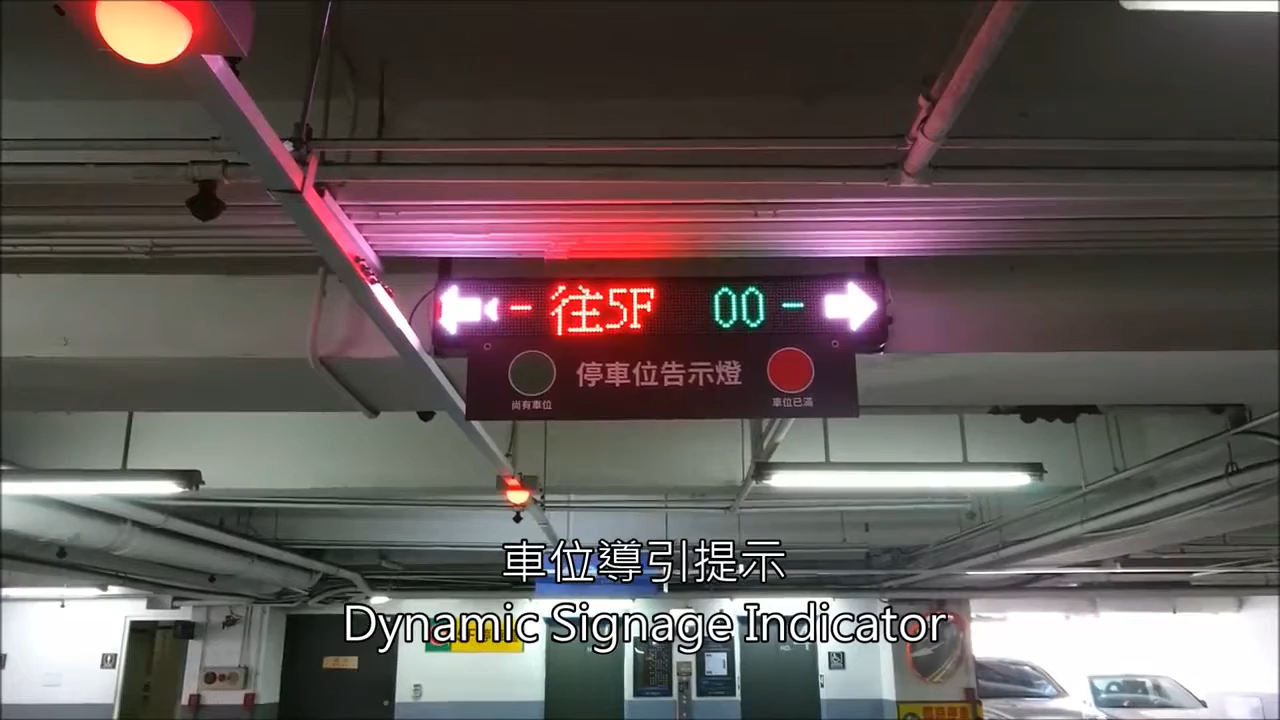 往5F 00
停車位告示燈
尚有車位 車位已滿
車位導引提示
Dynamic Signage Indicator